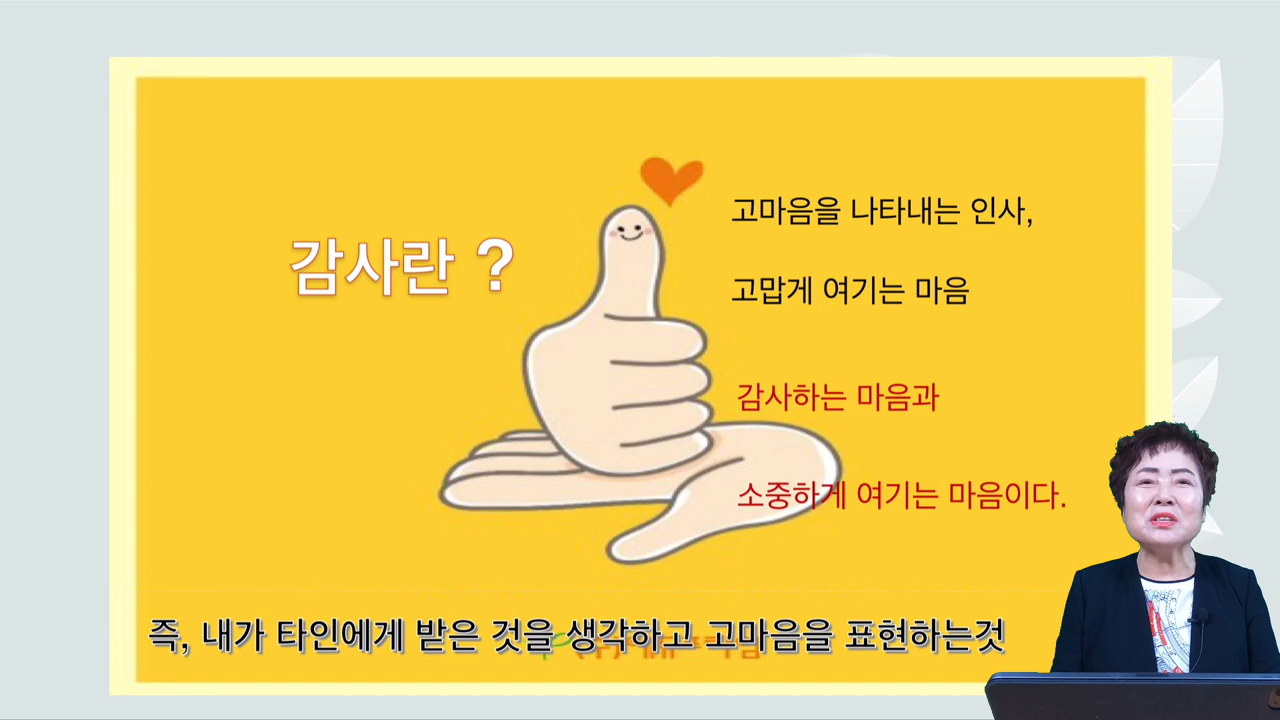 감사란 ?
고마음을 나타내는 인사,
고맙게 여기는 마음
감사하는 마음과
소중하게 여기는 마음이다.
즉, 내가 타인에게 받은 것을 생각하고 고마음을 표현하는것